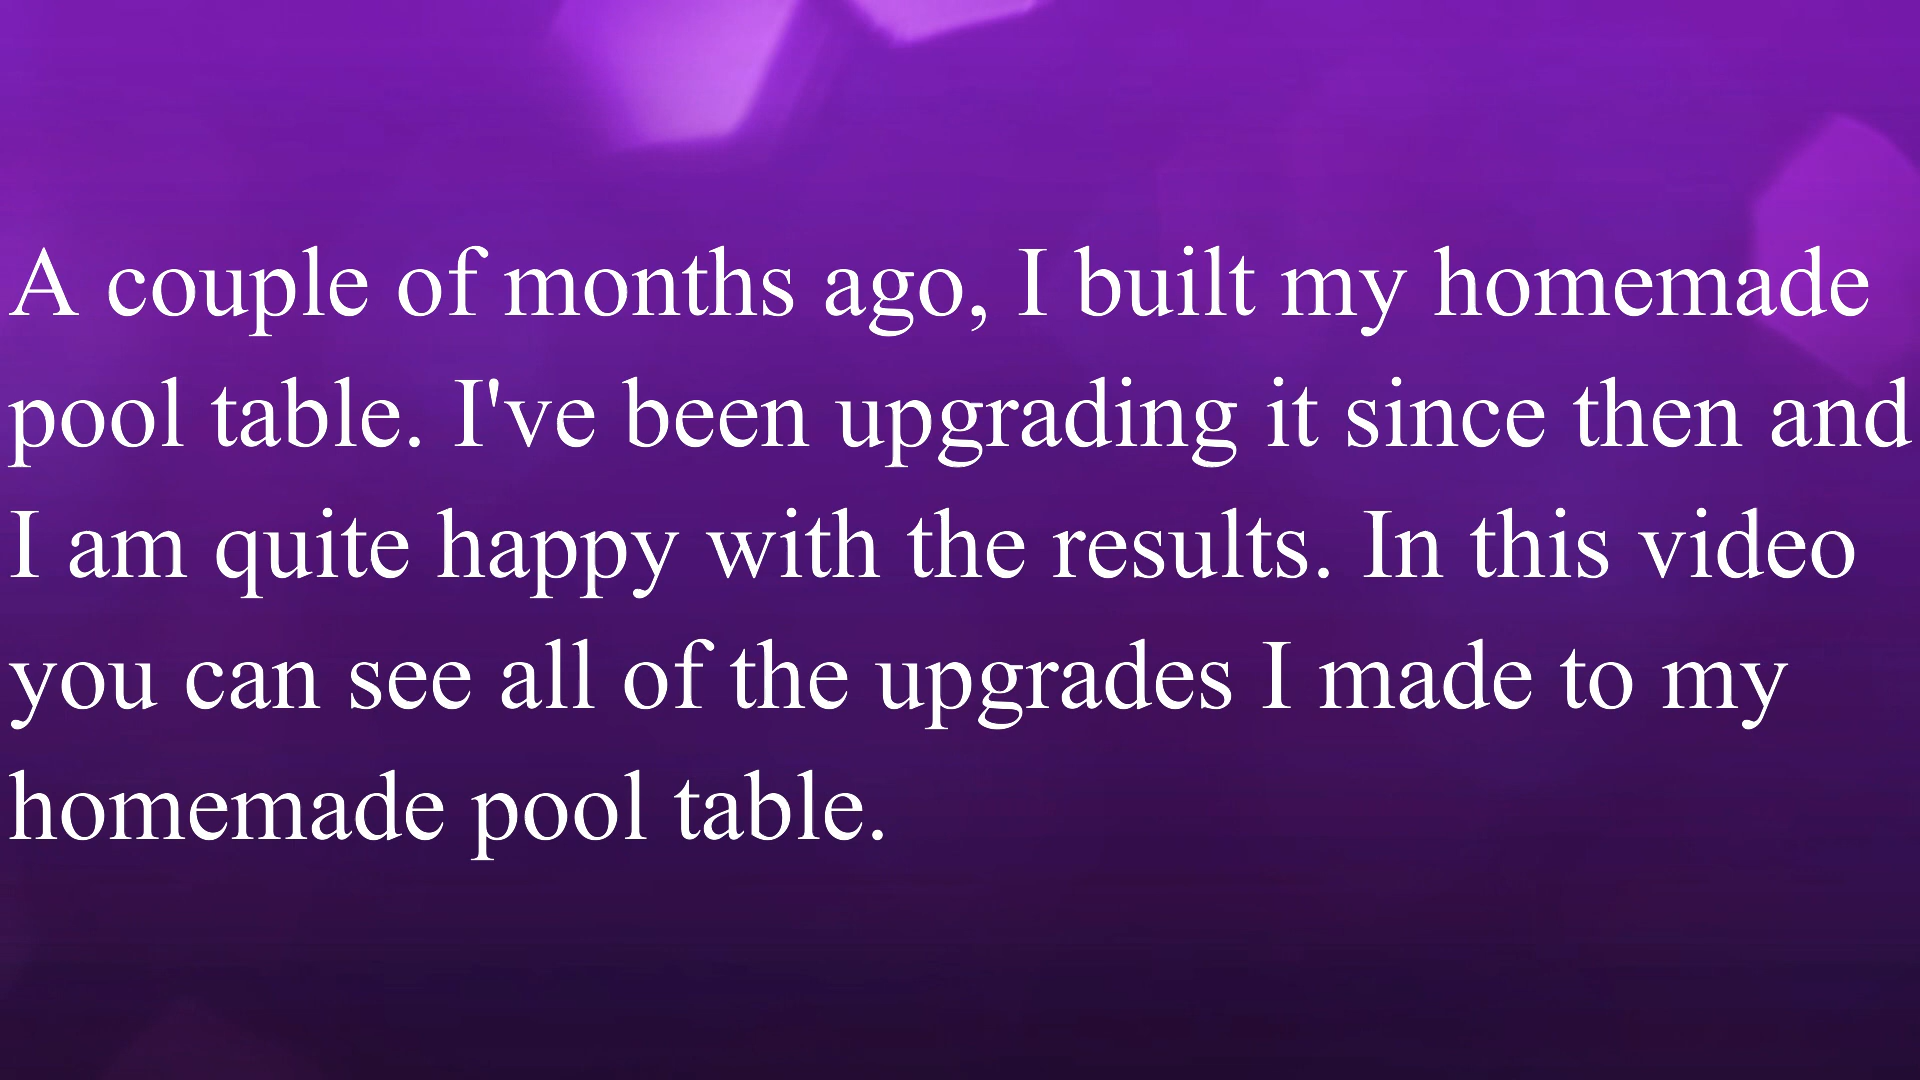 A couple of months ago, I built my homemade
pool table. I've been upgrading it since then and
I am quite happy with the results. In this video
you can see all of the upgrades I made to my
homemade pool table.